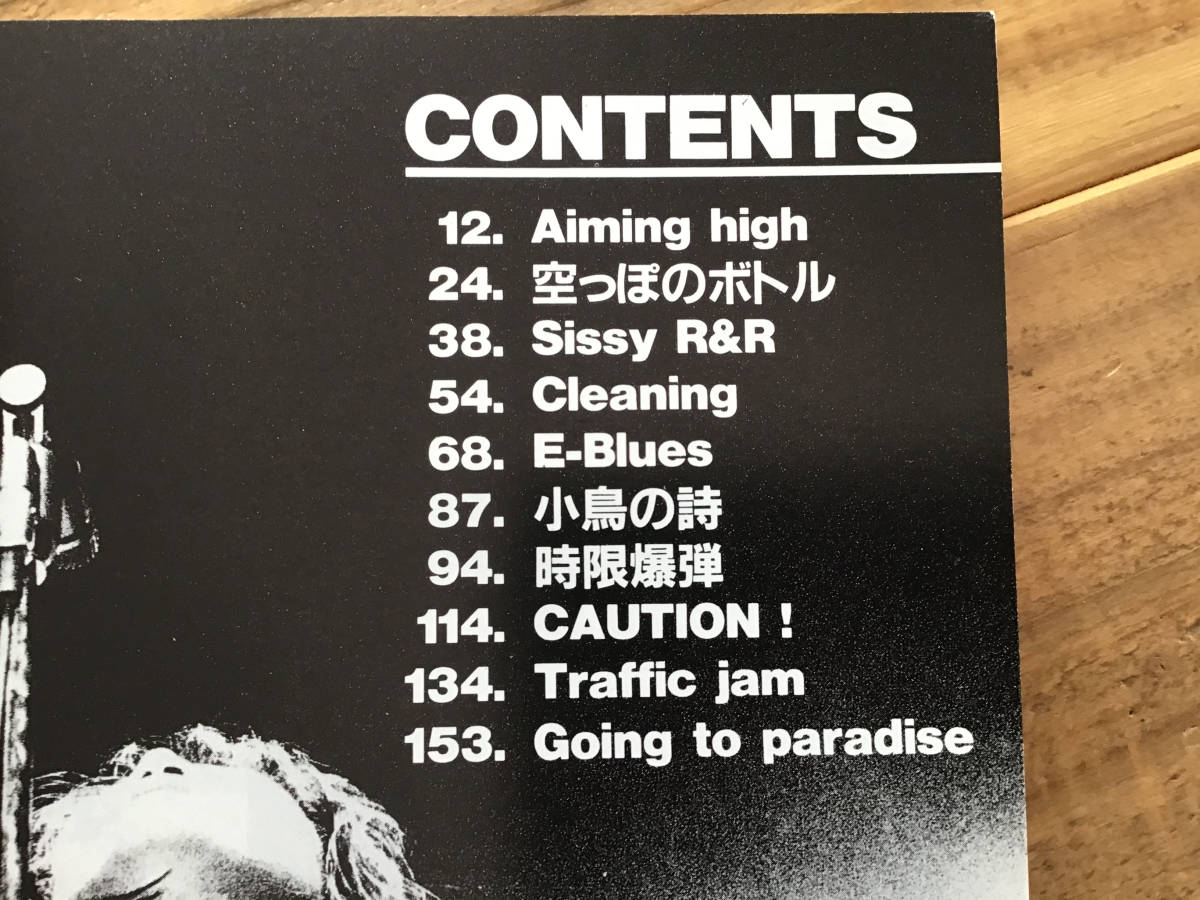 CONTENTS
12. Aiming high
24. 空っぽのボトル
38. Sissy R&R
54. Cleaning
68. E-Blues
87. 小鳥の詩
94. 時限爆弾
114. CAUTION !
134. Traffic jam
153. Going to paradise